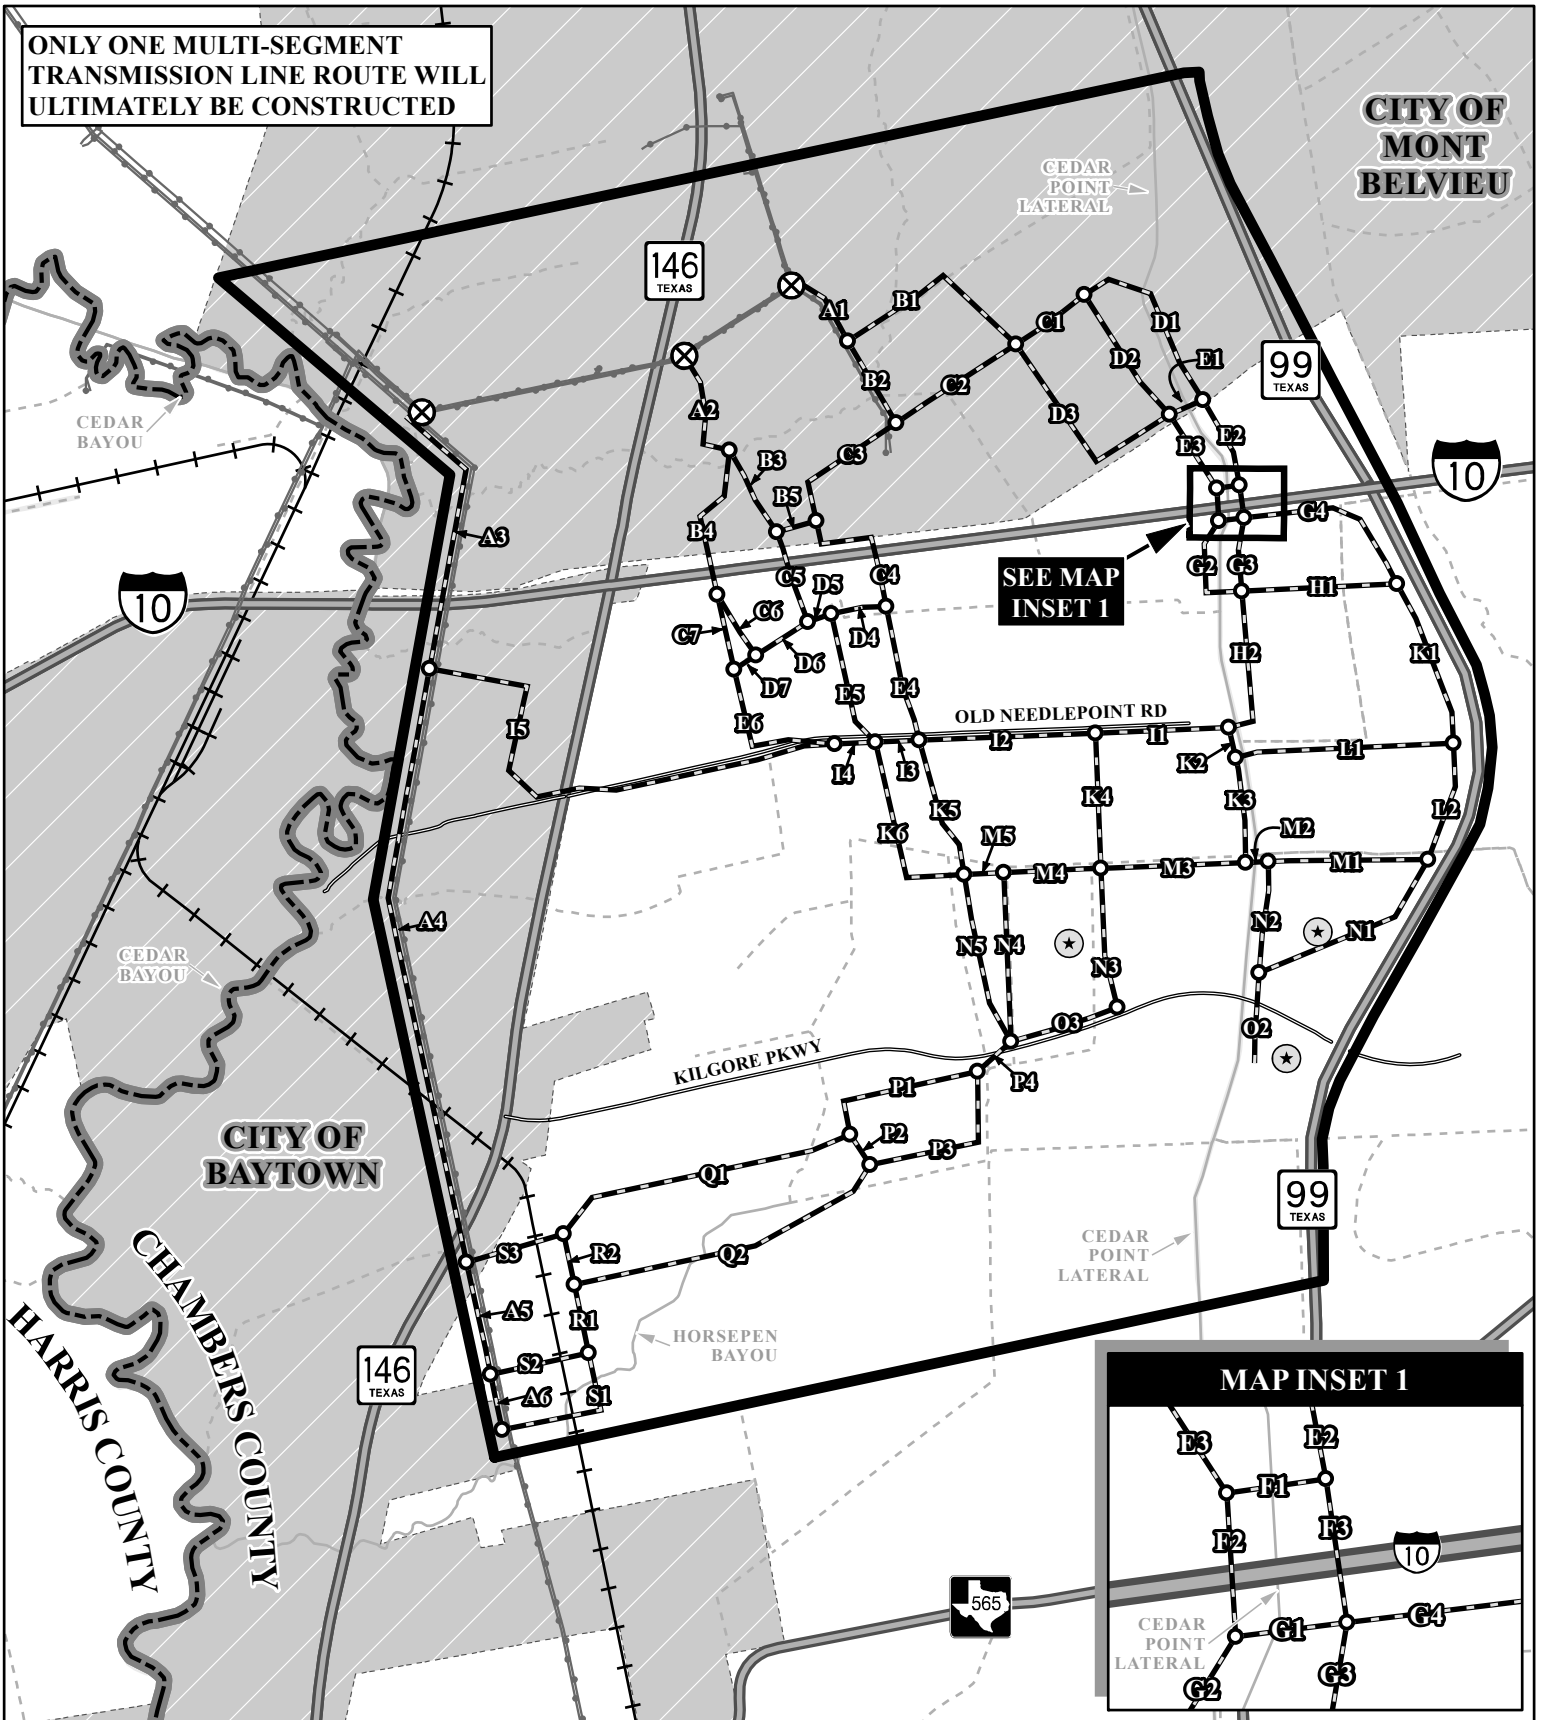 ONLY ONE MULTI-SEGMENT
TRANSMISSION LINE ROUTE WILL
ULTIMATELY BE CONSTRUCTED
CITY OF
MONT
BELVIEU
CEDAR
POINT
LATERAL
146
TEXAS
A1
B1
C1
D1
D2
E1
99
TEXAS
B2
C2
A2
D3
CEDAR
BAYOU
C3
E3
E2
B3
10
B5
B4
A3
G4
SEE MAP
INSET 1
G2
G3
H1
10
C5
D5
C4
C6
C7
D4
D6
D7
H2
K1
E5
E4
E6
I5
OLD NEEDLEPOINT RD
I2
I1
I4
I3
K2
L1
K5
K4
K3
L2
K6
M5
M2
M4
M3
M1
A4
N5
N4
N3
N2
N1
CEDAR
BAYOU
O3
O2
KILGORE PKWY
P4
P1
P2
P3
CITY OF
BAYTOWN
Q1
99
TEXAS
S3
R2
Q2
CEDAR
POINT
LATERAL
A5
R1
CHAMBERS COUNTY
HARRIS COUNTY
HORSEPEN
BAYOU
146
TEXAS
S2
A6
S1
MAP INSET 1
E3
E2
F1
F2
F3
10
CEDAR
POINT
LATERAL
G1
G4
G2
G3
565